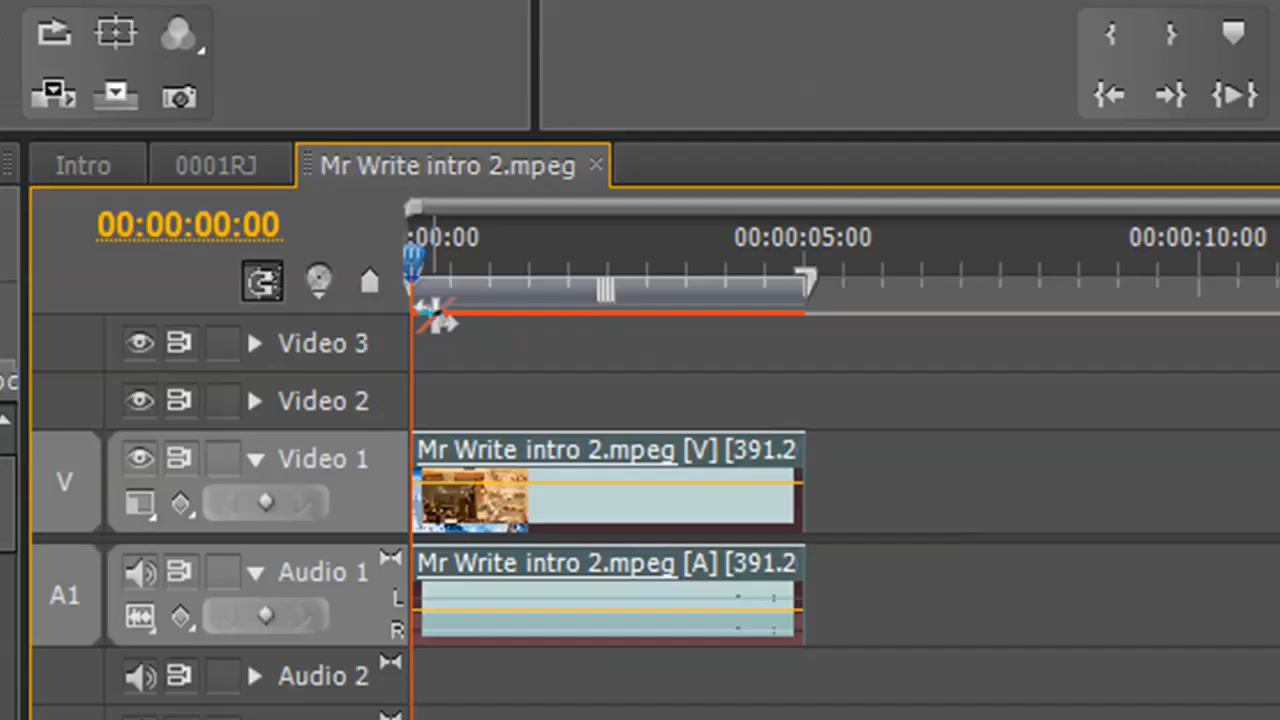 Intro
0001RJ
Mr Write intro 2.mpeg
00:00:00:00
:00:00
00:00:05:00
00:00:10:00
Video 3
Video 2
V
Video 1
Mr Write intro 2.mpeg [V] [391.2
A1
Audio 1
L
R
Mr Write intro 2.mpeg [A] [391.2
Audio 2